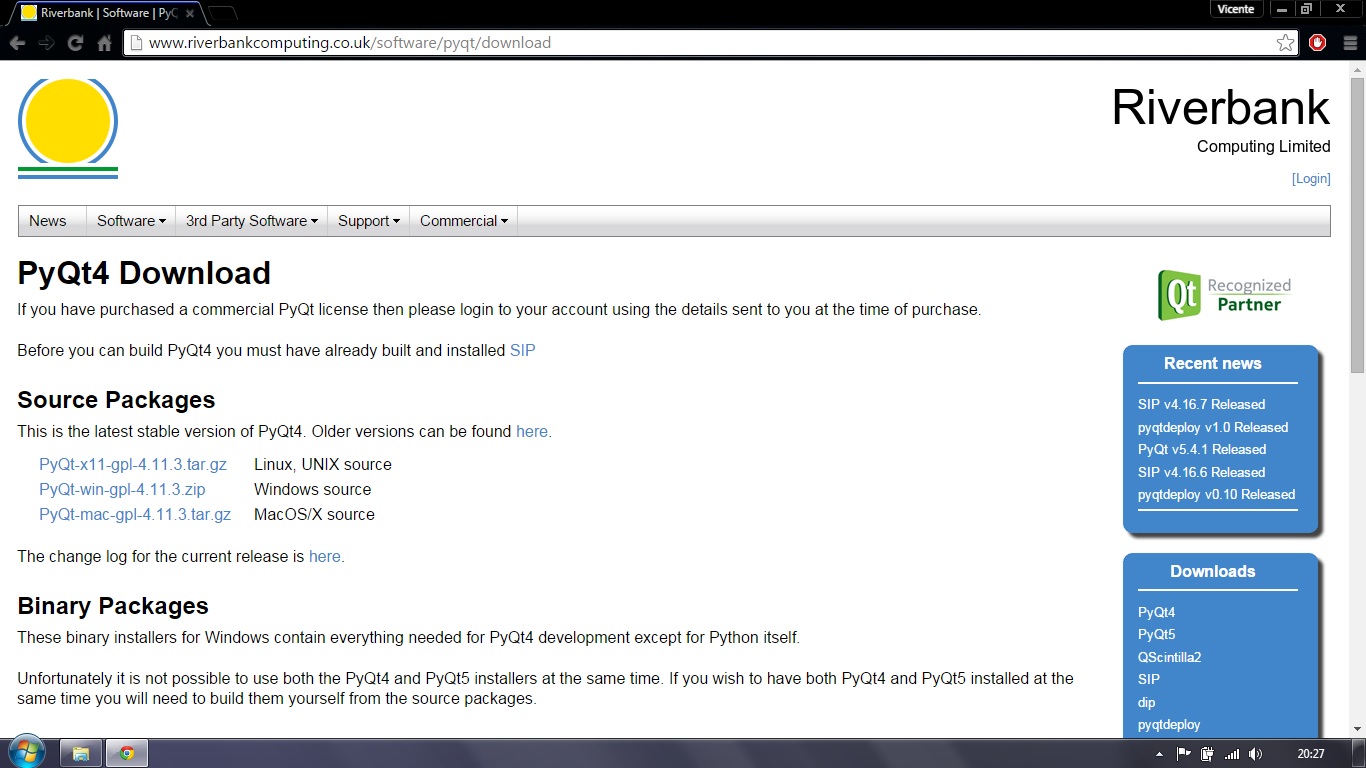 Riverbank | Software | PyQ
Vicente
www.riverbankcomputing.co.uk/software/pyqt/download
Riverbank
Computing Limited
[Login]
News Software 3rd Party Software Support Commercial
PyQt4 Download
If you have purchased a commercial PyQt license then please login to your account using the details sent to you at the time of purchase.
Before you can build PyQt4 you must have already built and installed SIP
Source Packages
This is the latest stable version of PyQt4. Older versions can be found here.
PyQt-x11-gpl-4.11.3.tar.gz Linux, UNIX source
PyQt-win-gpl-4.11.3.zip Windows source
PyQt-mac-gpl-4.11.3.tar.gz MacOS/X source
The change log for the current release is here.
Binary Packages
These binary installers for Windows contain everything needed for PyQt4 development except for Python itself.
Unfortunately it is not possible to use both the PyQt4 and PyQt5 installers at the same time. If you wish to have both PyQt4 and PyQt5 installed at the
same time you will need to build them yourself from the source packages.
Qt Recognized
Partner
Recent news
SIP v4.16.7 Released
pyqtdeploy v1.0 Released
PyQt v5.4.1 Released
SIP v4.16.6 Released
pyqtdeploy v0.10 Released
Downloads
PyQt4
PyQt5
QScintilla2
SIP
dip
pyqtdeploy
20:27